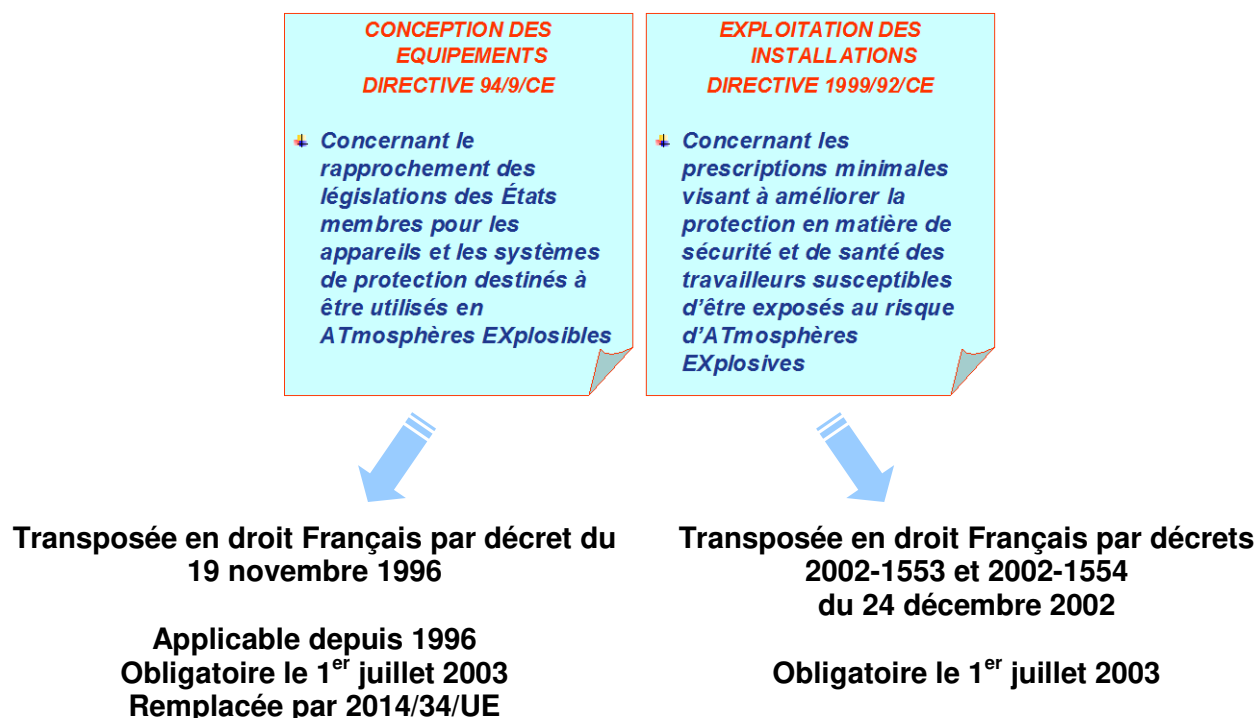 CONCEPTION DES
EQUIPEMENTS
DIRECTIVE 94/9/CE
Concernant le
rapprochement des
législations des États
membres pour les
appareils et les systèmes
de protection destinés à
être utilisés en
ATmosphères EXplosibles
EXPLOITATION DES
INSTALLATIONS
DIRECTIVE 1999/92/CE
Concernant les
prescriptions minimales
visant à améliorer la
protection en matière de
sécurité et de santé des
travailleurs susceptibles
d'être exposés au risque
d'ATmosphères
EXplosives
Transposée en droit Français par décret du
19 novembre 1996
Applicable depuis 1996
Obligatoire le 1er juillet 2003
Remplacée par 2014/34/UE
Transposée en droit Français par décrets
2002-1553 et 2002-1554
du 24 décembre 2002
Obligatoire le 1er juillet 2003